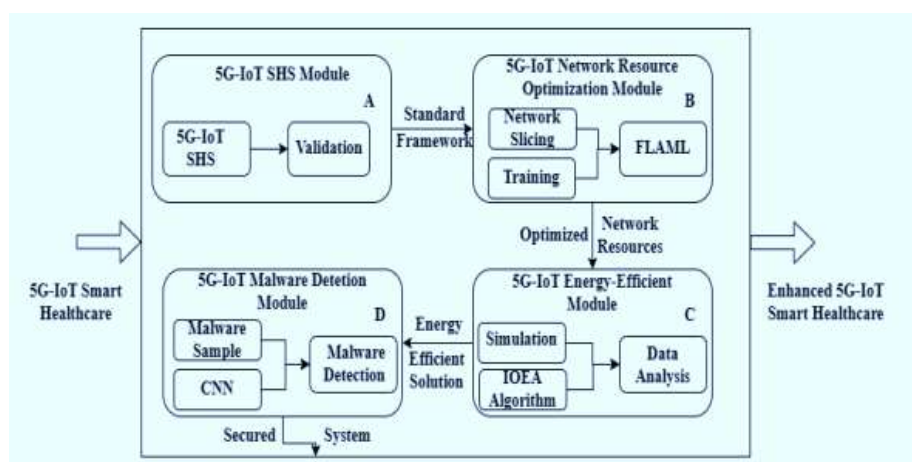 5G-IoT SHS Module
A
5G-IoT
SHS
Validation
Standard
Framework
5G-IoT Network Resource
Optimization Module
B
Network
Slicing
Training
FLAML
Optimized
Network
Resources
5G-IoT Smart
Healthcare
Enhanced 5G-IoT
Smart Healthcare
5G-IoT Malware Detetion
Module
D
Malware
Sample
CNN
Malware
Detection
Energy
Efficient
Solution
5G-IoT Energy-Efficient
Module
C
Simulation
IOEA
Algorithm
Data
Analysis
Secured
System